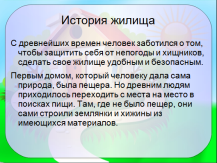 История жилища
С древнейших времен человек заботился о том,
чтобы защитить себя от непогоды и хищников,
сделать свое жилище удобным и безопасным.
Первым домом, который человеку дала сама
природа, была пещера. Но древним людям
приходилось переходить с места на место в
поисках пищи. Там, где не было пещер, они
сами строили землянки и хижины из
имеющихся материалов.